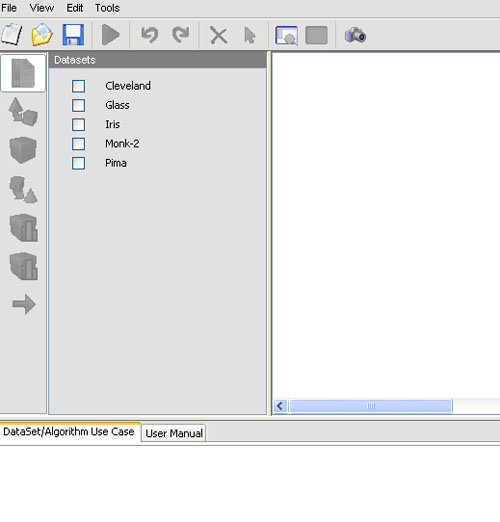 File View Edit Tools
Datasets
Cleveland
Glass
Iris
Monk-2
Pima
DataSet/Algorithm Use Case User Manual